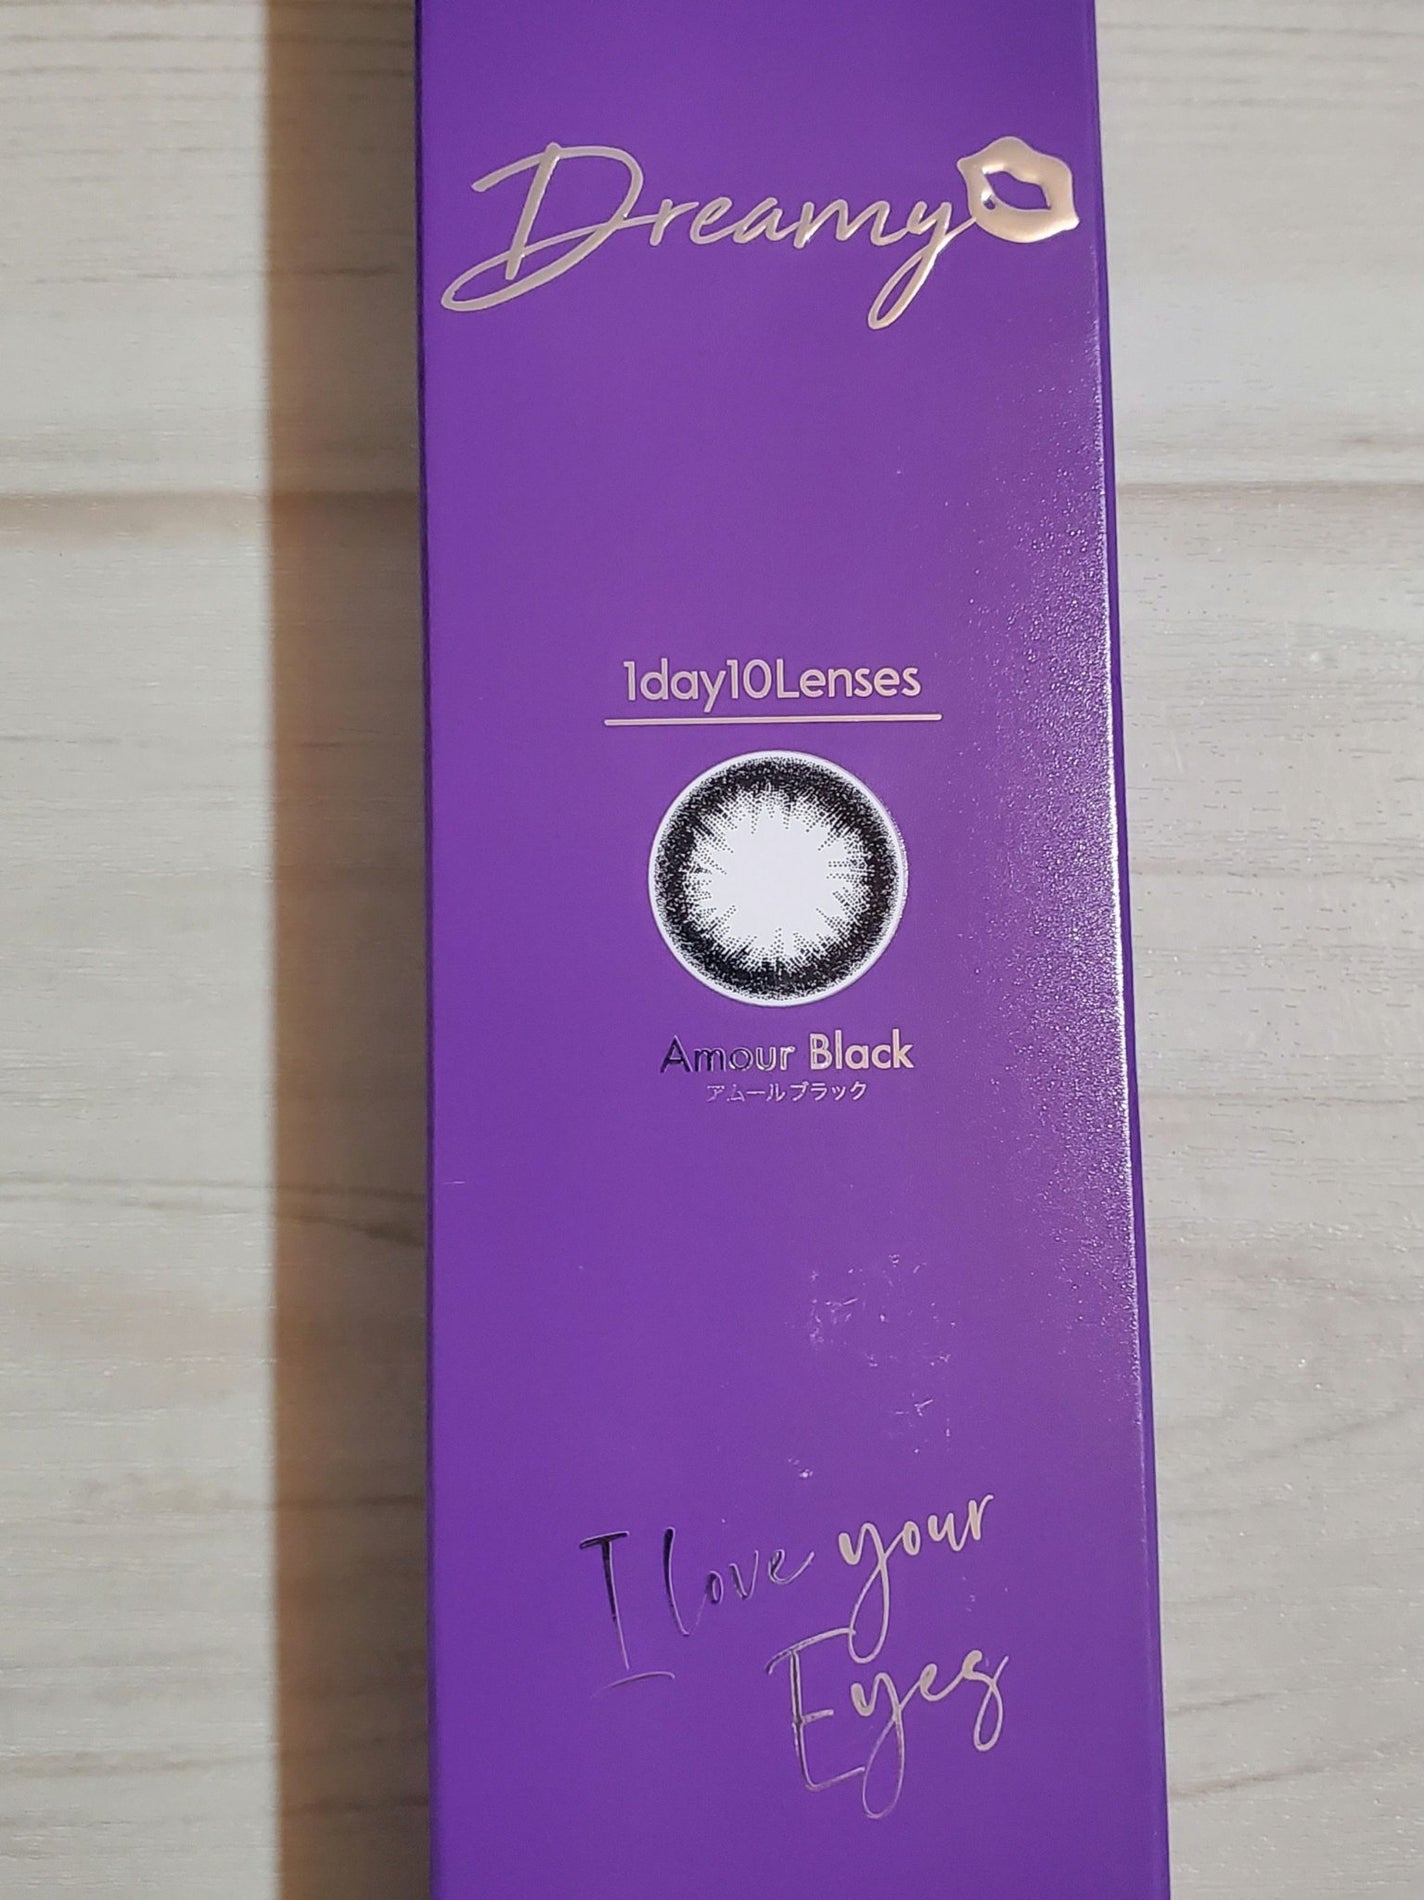 Dreamy
1day10Lenses
Amour Black
アムールブラック
I love your
Eyes